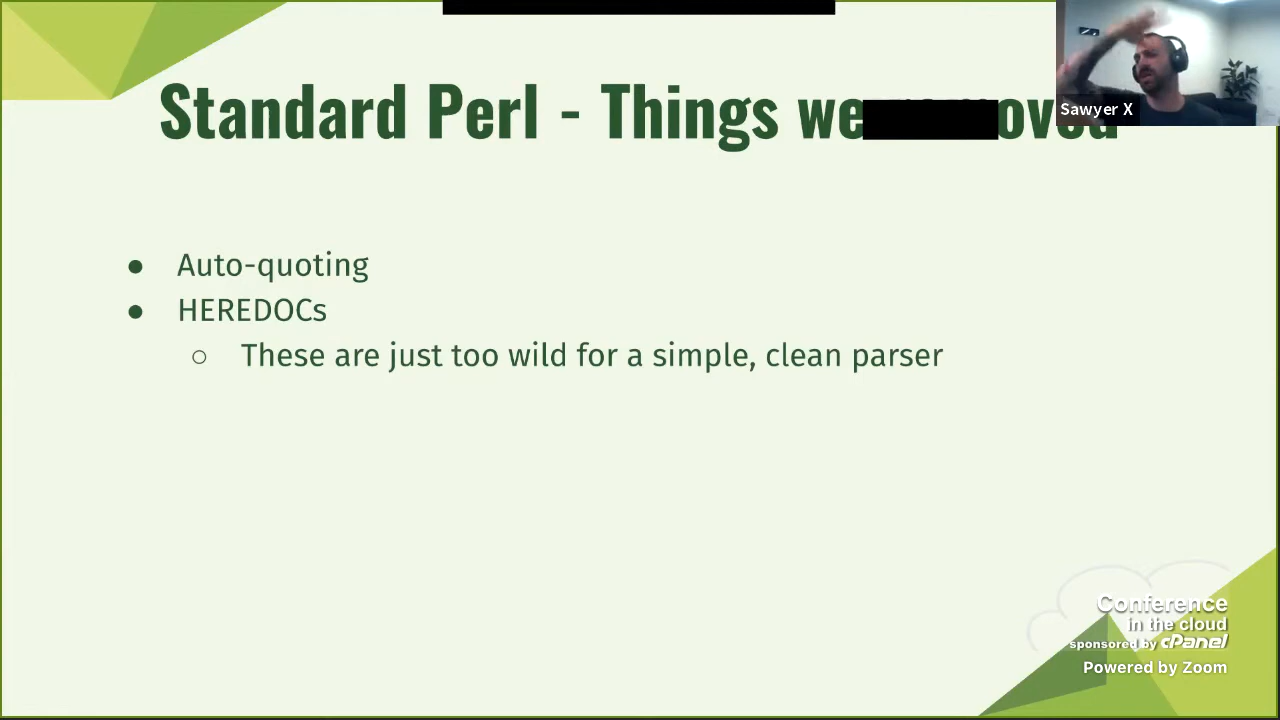 Standard Perl - Things we
Sawyer X
● Auto-quoting
● HEREDOCs
○ These are just too wild for a simple, clean parser
Conference
in the cloud
sponsored by cPanel
Powered by Zoom